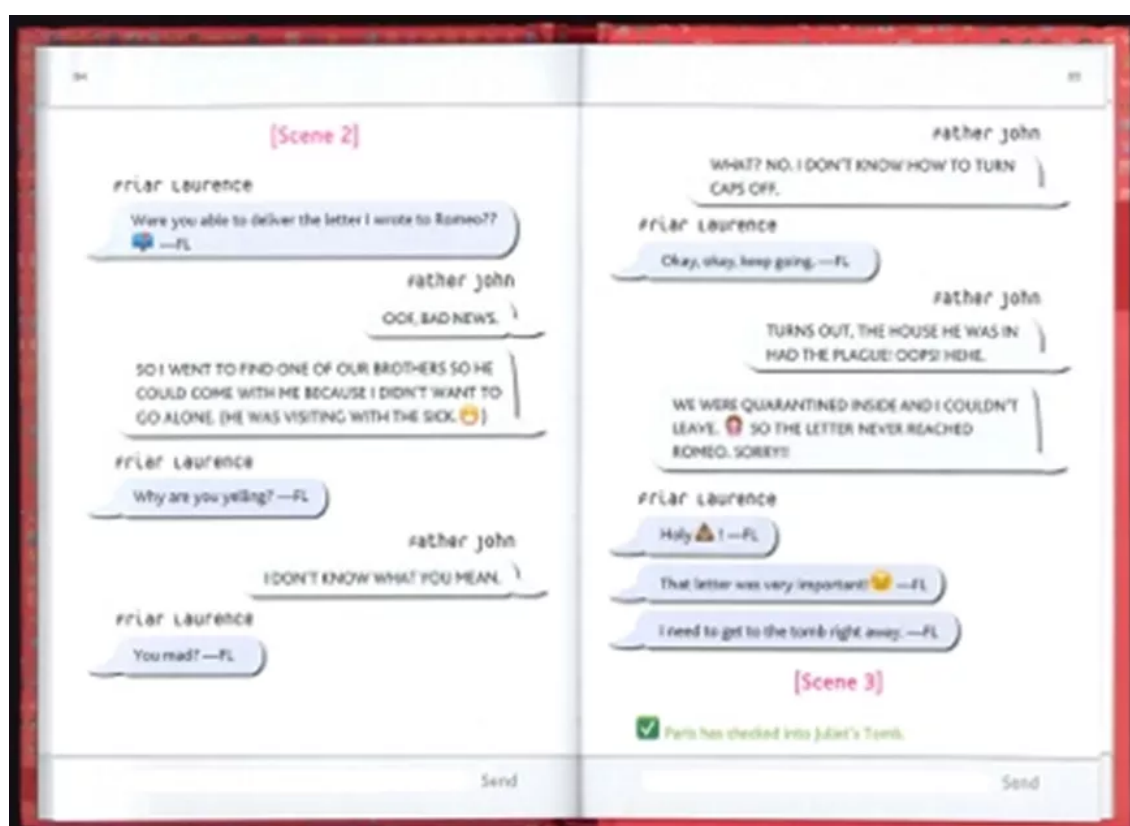 [Scene 2]
Friar Laurence
Were you able to deliver the letter I wrote to Romeo??
📫 —FL
Father John
OOF, BAD NEWS.
SO I WENT TO FIND ONE OF OUR BROTHERS SO HE
COULD COME WITH ME BECAUSE I DIDN'T WANT TO
GO ALONE. (HE WAS VISITING WITH THE SICK. 😷)
Friar Laurence
Why are you yelling? —FL
Father John
I DON'T KNOW WHAT YOU MEAN.
Friar Laurence
You mad? —FL
Send
Father John
WHAT? NO. I DON'T KNOW HOW TO TURN
CAPS OFF.
Friar Laurence
Okay, okay, keep going. —FL
Father John
TURNS OUT, THE HOUSE HE WAS IN
HAD THE PLAGUE! OOPS! HEHE.
WE WERE QUARANTINED INSIDE AND I COULDN'T
LEAVE. SO THE LETTER NEVER REACHED
ROMEO. SORRY!!
Friar Laurence
Holy 💩! —FL
That letter was very important! —FL
I need to get to the tomb right away. —FL
[Scene 3]
✅ Paris has checked into Juliet's Tomb.
Send